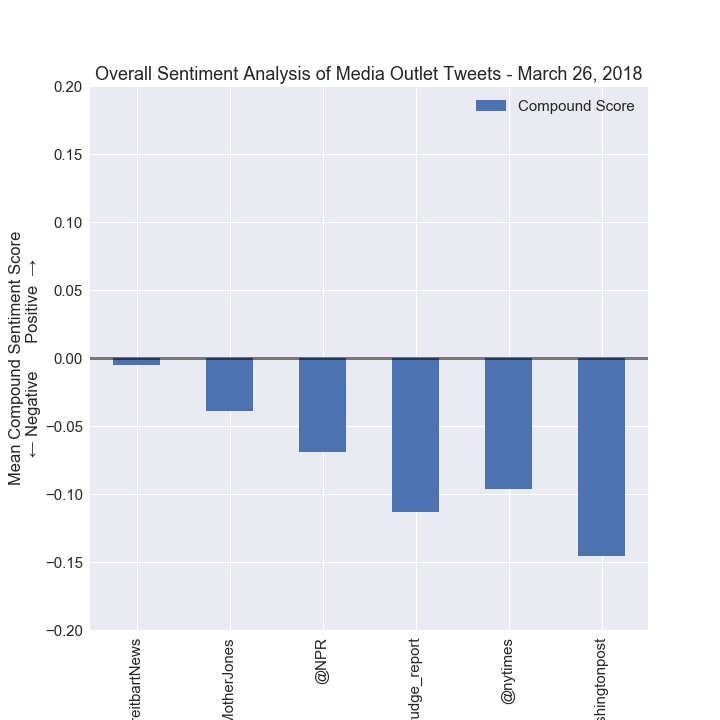 Overall Sentiment Analysis of Media Outlet Tweets - March 26, 2018
Compound Score
Mean Compound Sentiment Score
← Negative Positive →
0.20
0.15
0.10
0.05
0.00
−0.05
−0.10
−0.15
−0.20
reitbartNews
MotherJones
@NPR
rudge_report
@nytimes
shingtonpost